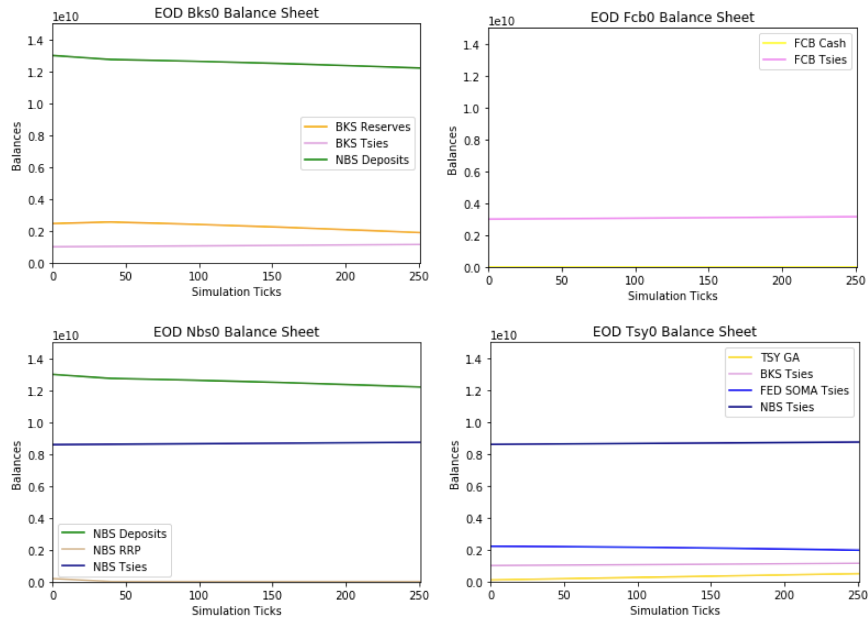 EOD Bks0 Balance Sheet
1e10
1.4
1.2
1.0
0.8
0.6
0.4
0.2
0.0
Balances
BKS Reserves
BKS Tsies
NBS Deposits
0
50
100
150
200
250
Simulation Ticks
EOD Fcb0 Balance Sheet
1e10
1.4
1.2
1.0
0.8
0.6
0.4
0.2
0.0
Balances
FCB Cash
FCB Tsies
0
50
100
150
200
250
Simulation Ticks
EOD Nbs0 Balance Sheet
1e10
1.4
1.2
1.0
0.8
0.6
0.4
0.2
0.0
Balances
NBS Deposits
NBS RRP
NBS Tsies
0
50
100
150
200
250
Simulation Ticks
EOD Tsy0 Balance Sheet
1e10
1.4
1.2
1.0
0.8
0.6
0.4
0.2
0.0
Balances
TSY GA
BKS Tsies
FED SOMA Tsies
NBS Tsies
0
50
100
150
200
250
Simulation Ticks